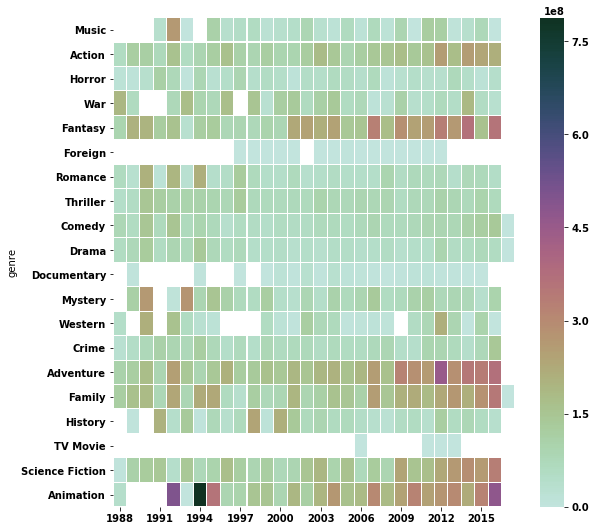 1e8
Music
Action
Horror
War
Fantasy
Foreign
Romance
Thriller
Comedy
Drama
Documentary
Mystery
Western
Crime
Adventure
Family
History
TV Movie
Science Fiction
Animation
genre
1988 1991 1994 1997 2000 2003 2006 2009 2012 2015
7.5
6.0
4.5
3.0
1.5
0.0